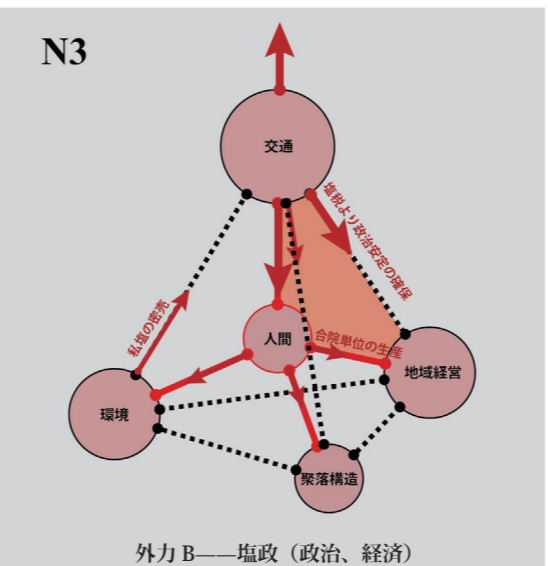 N3
交通
塩税より政治安定の確保
私塩の密売
人間
合院単位の生産
地域経営
環境
聚落構造
外力 B——塩政（政治、経済）